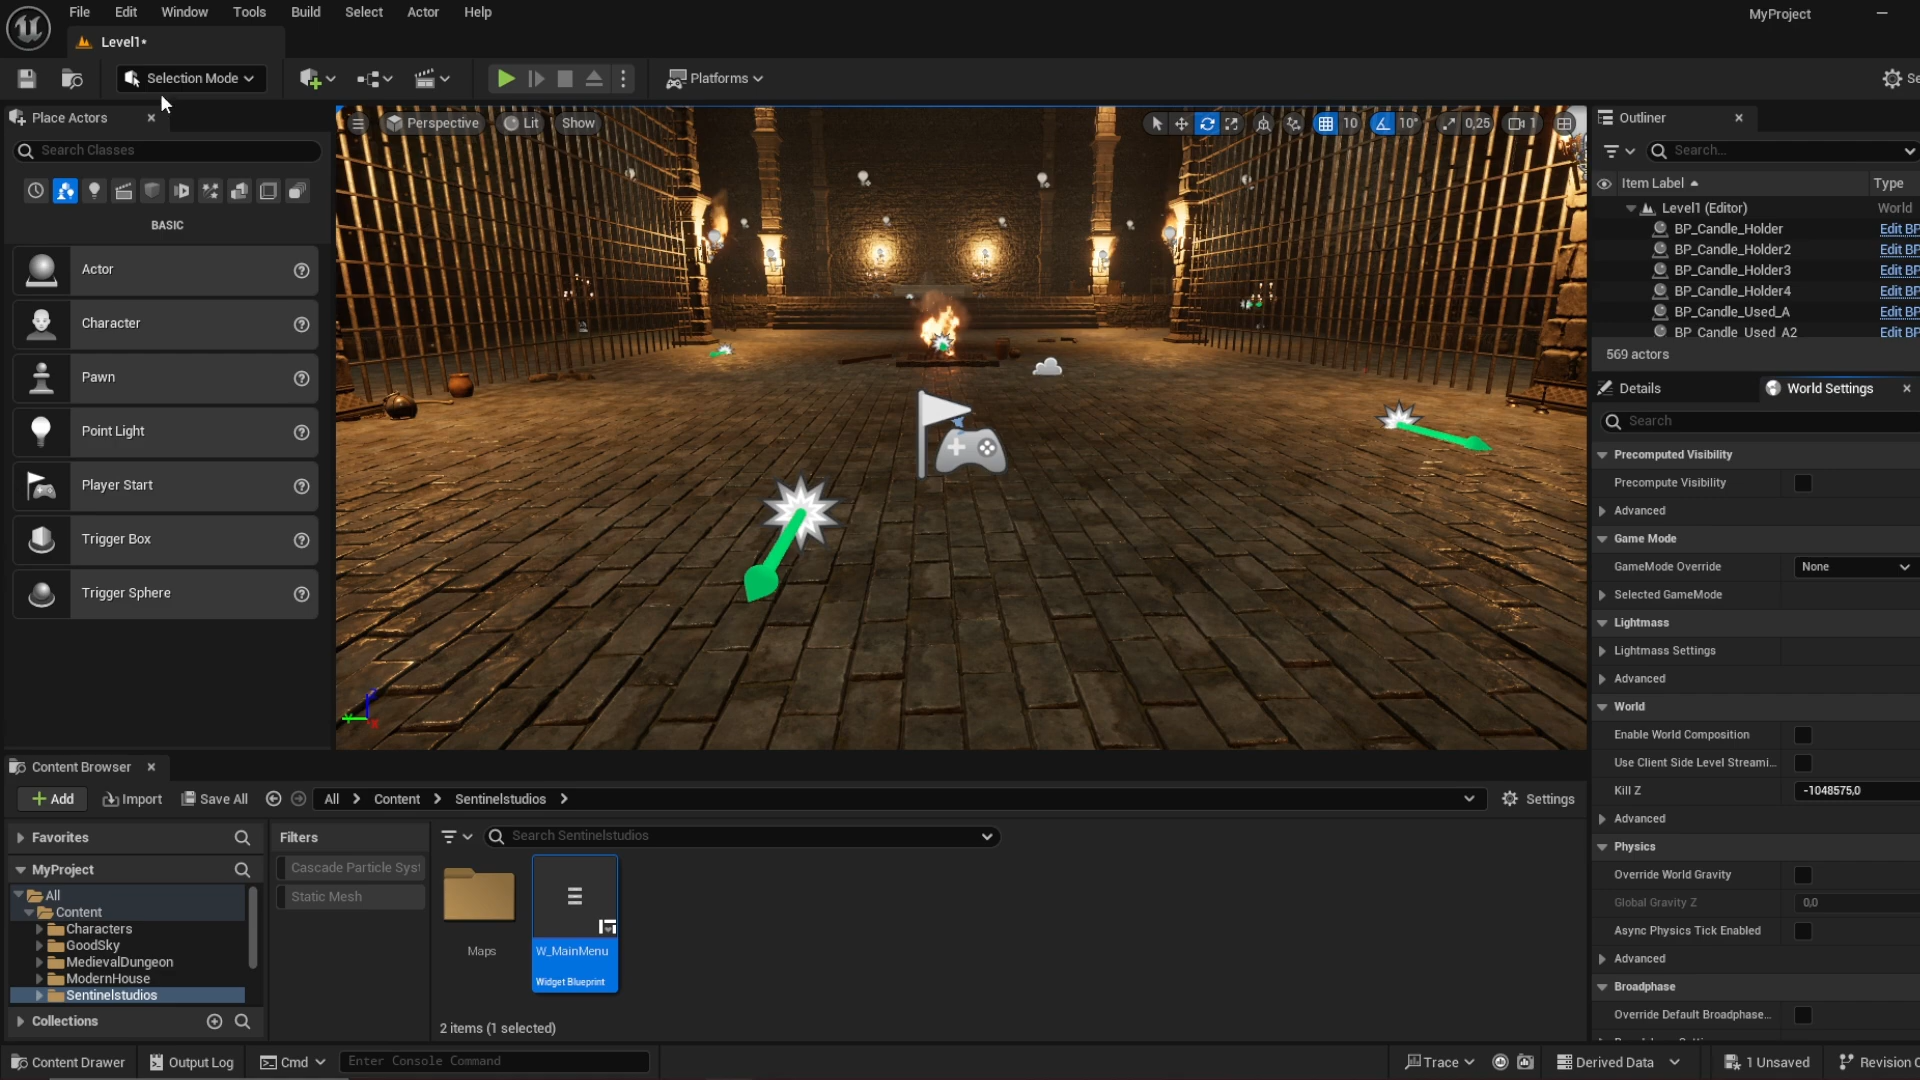 File Edit Window Tools Build Select Actor Help
MyProject
Level1*
Selection Mode
Platforms
Se
Place Actors
Search Classes
BASIC
Actor
Character
Pawn
Point Light
Player Start
Trigger Box
Trigger Sphere
Perspective Lit Show
10 10° 0,25 1
Outliner
Search...
Item Label Type
Level1 (Editor) World
BP_Candle_Holder Edit BP
BP_Candle_Holder2 Edit BP
BP_Candle_Holder3 Edit BP
BP_Candle_Holder4 Edit BP
BP_Candle_Used_A Edit BP
BP_Candle_Used_A2 Edit BP
569 actors
Details World Settings
Search
Precomputed Visibility
Precompute Visibility
Advanced
Game Mode
GameMode Override None
Selected GameMode
Lightmass
Lightmass Settings
Advanced
World
Enable World Composition
Use Client Side Level Streami...
Kill Z -1048575,0
Advanced
Physics
Override World Gravity
Global Gravity Z 0,0
Async Physics Tick Enabled
Advanced
Broadphase
Override Default Broadphase...
Content Browser
Add Import Save All All Content Sentinelstudios Settings
Favorites
MyProject
All
Content
Characters
GoodSky
MedievalDungeon
ModernHouse
Sentinelstudios
Collections
Filters
Cascade Particle Syst
Static Mesh
Search Sentinelstudios
Maps
W_MainMenu
Widget Blueprint
2 items (1 selected)
Content Drawer Output Log Cmd Enter Console Command Trace Derived Data 1 Unsaved Revision C